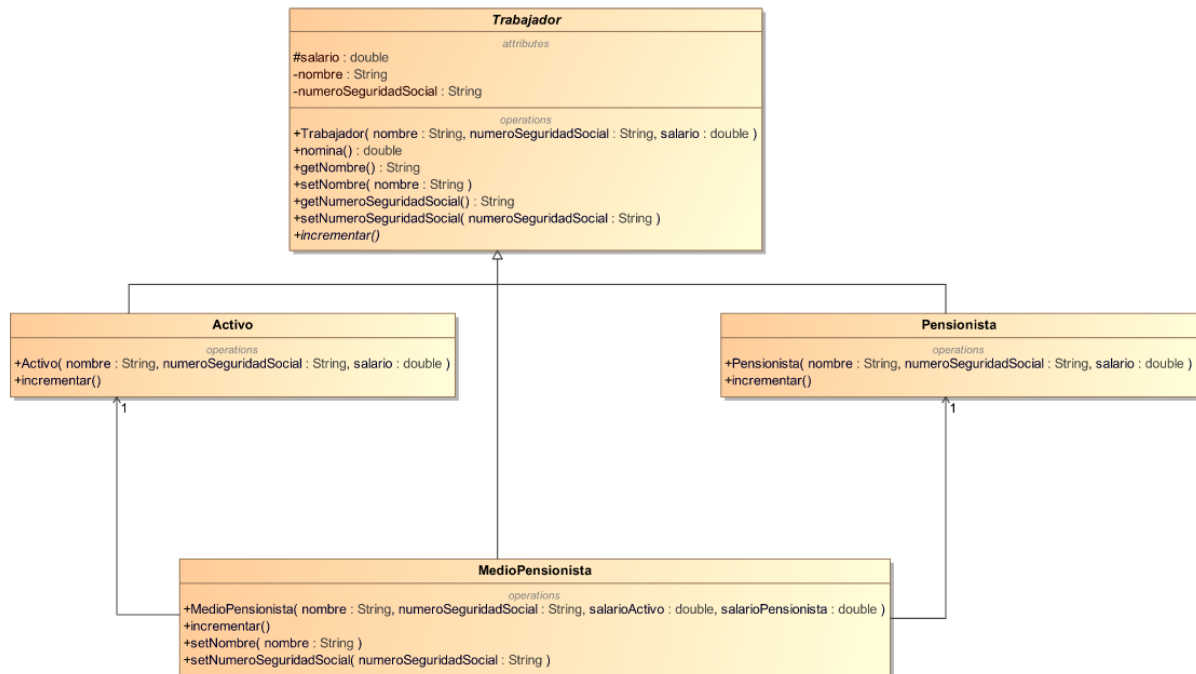 Trabajador
attributes
#salario : double
-nombre : String
-numeroSeguridadSocial : String
operations
+Trabajador( nombre : String, numeroSeguridadSocial : String, salario : double )
+nomina() : double
+getNombre() : String
+setNombre( nombre : String )
+getNumeroSeguridadSocial() : String
+setNumeroSeguridadSocial( numeroSeguridadSocial : String )
+incrementar()
Activo
operations
+Activo( nombre : String, numeroSeguridadSocial : String, salario : double )
+incrementar()
Pensionista
operations
+Pensionista( nombre : String, numeroSeguridadSocial : String, salario : double )
+incrementar()
1
1
MedioPensionista
operations
+MedioPensionista( nombre : String, numeroSeguridadSocial : String, salarioActivo : double, salarioPensionista : double )
+incrementar()
+setNombre( nombre : String )
+setNumeroSeguridadSocial( numeroSeguridadSocial : String )